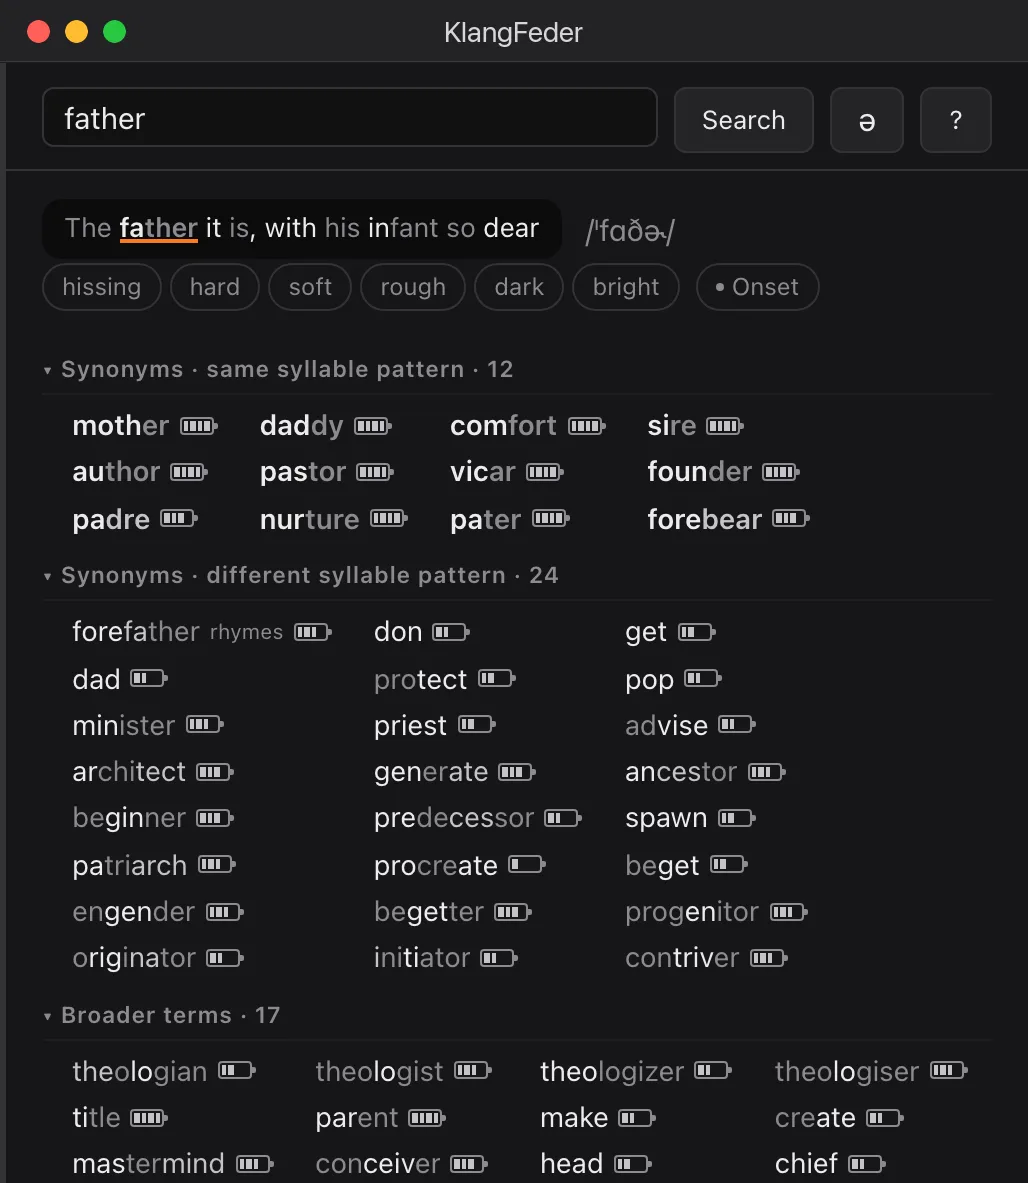 KlangFeder
father Search ə ?
The father it is, with his infant so dear /ˈfɑðɚ/
hissing hard soft rough dark bright • Onset
▾ Synonyms · same syllable pattern · 12
mother daddy comfort sire
author pastor vicar founder
padre nurture pater forebear
▾ Synonyms · different syllable pattern · 24
forefather rhymes don get
dad protect pop
minister priest advise
architect generate ancestor
beginner predecessor spawn
patriarch procreate beget
engender begetter progenitor
originator initiator contriver
▾ Broader terms · 17
theologian theologist theologizer theologiser
title parent make create
mastermind conceiver head chief